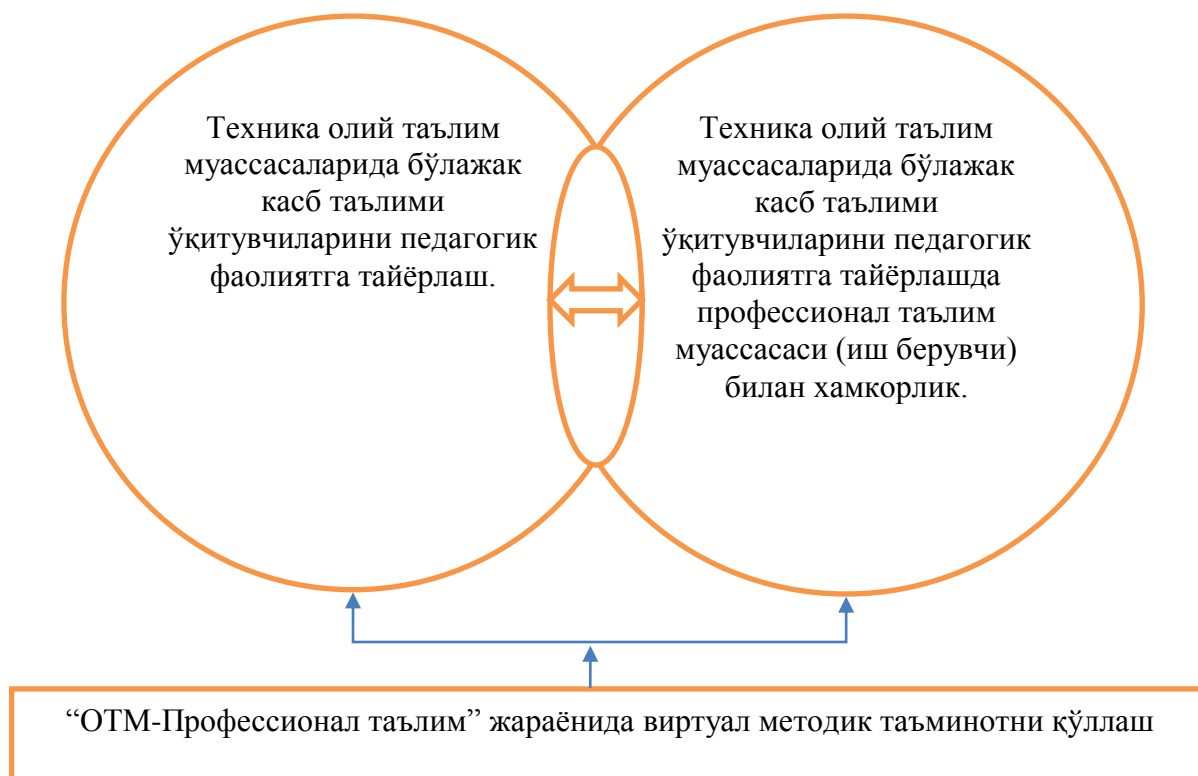 Техника олий таълим
муассасаларида бўлажак
касб таълими
ўқитувчиларини педагогик
фаолиятга тайёрлаш.
Техника олий таълим
муассасаларида бўлажак
касб таълими
ўқитувчиларини педагогик
фаолиятга тайёрлашда
профессионал таълим
муассасаси (иш берувчи)
билан хамкорлик.
“ОТМ-Профессионал таълим” жараёнида виртуал методик таъминотни қўллаш